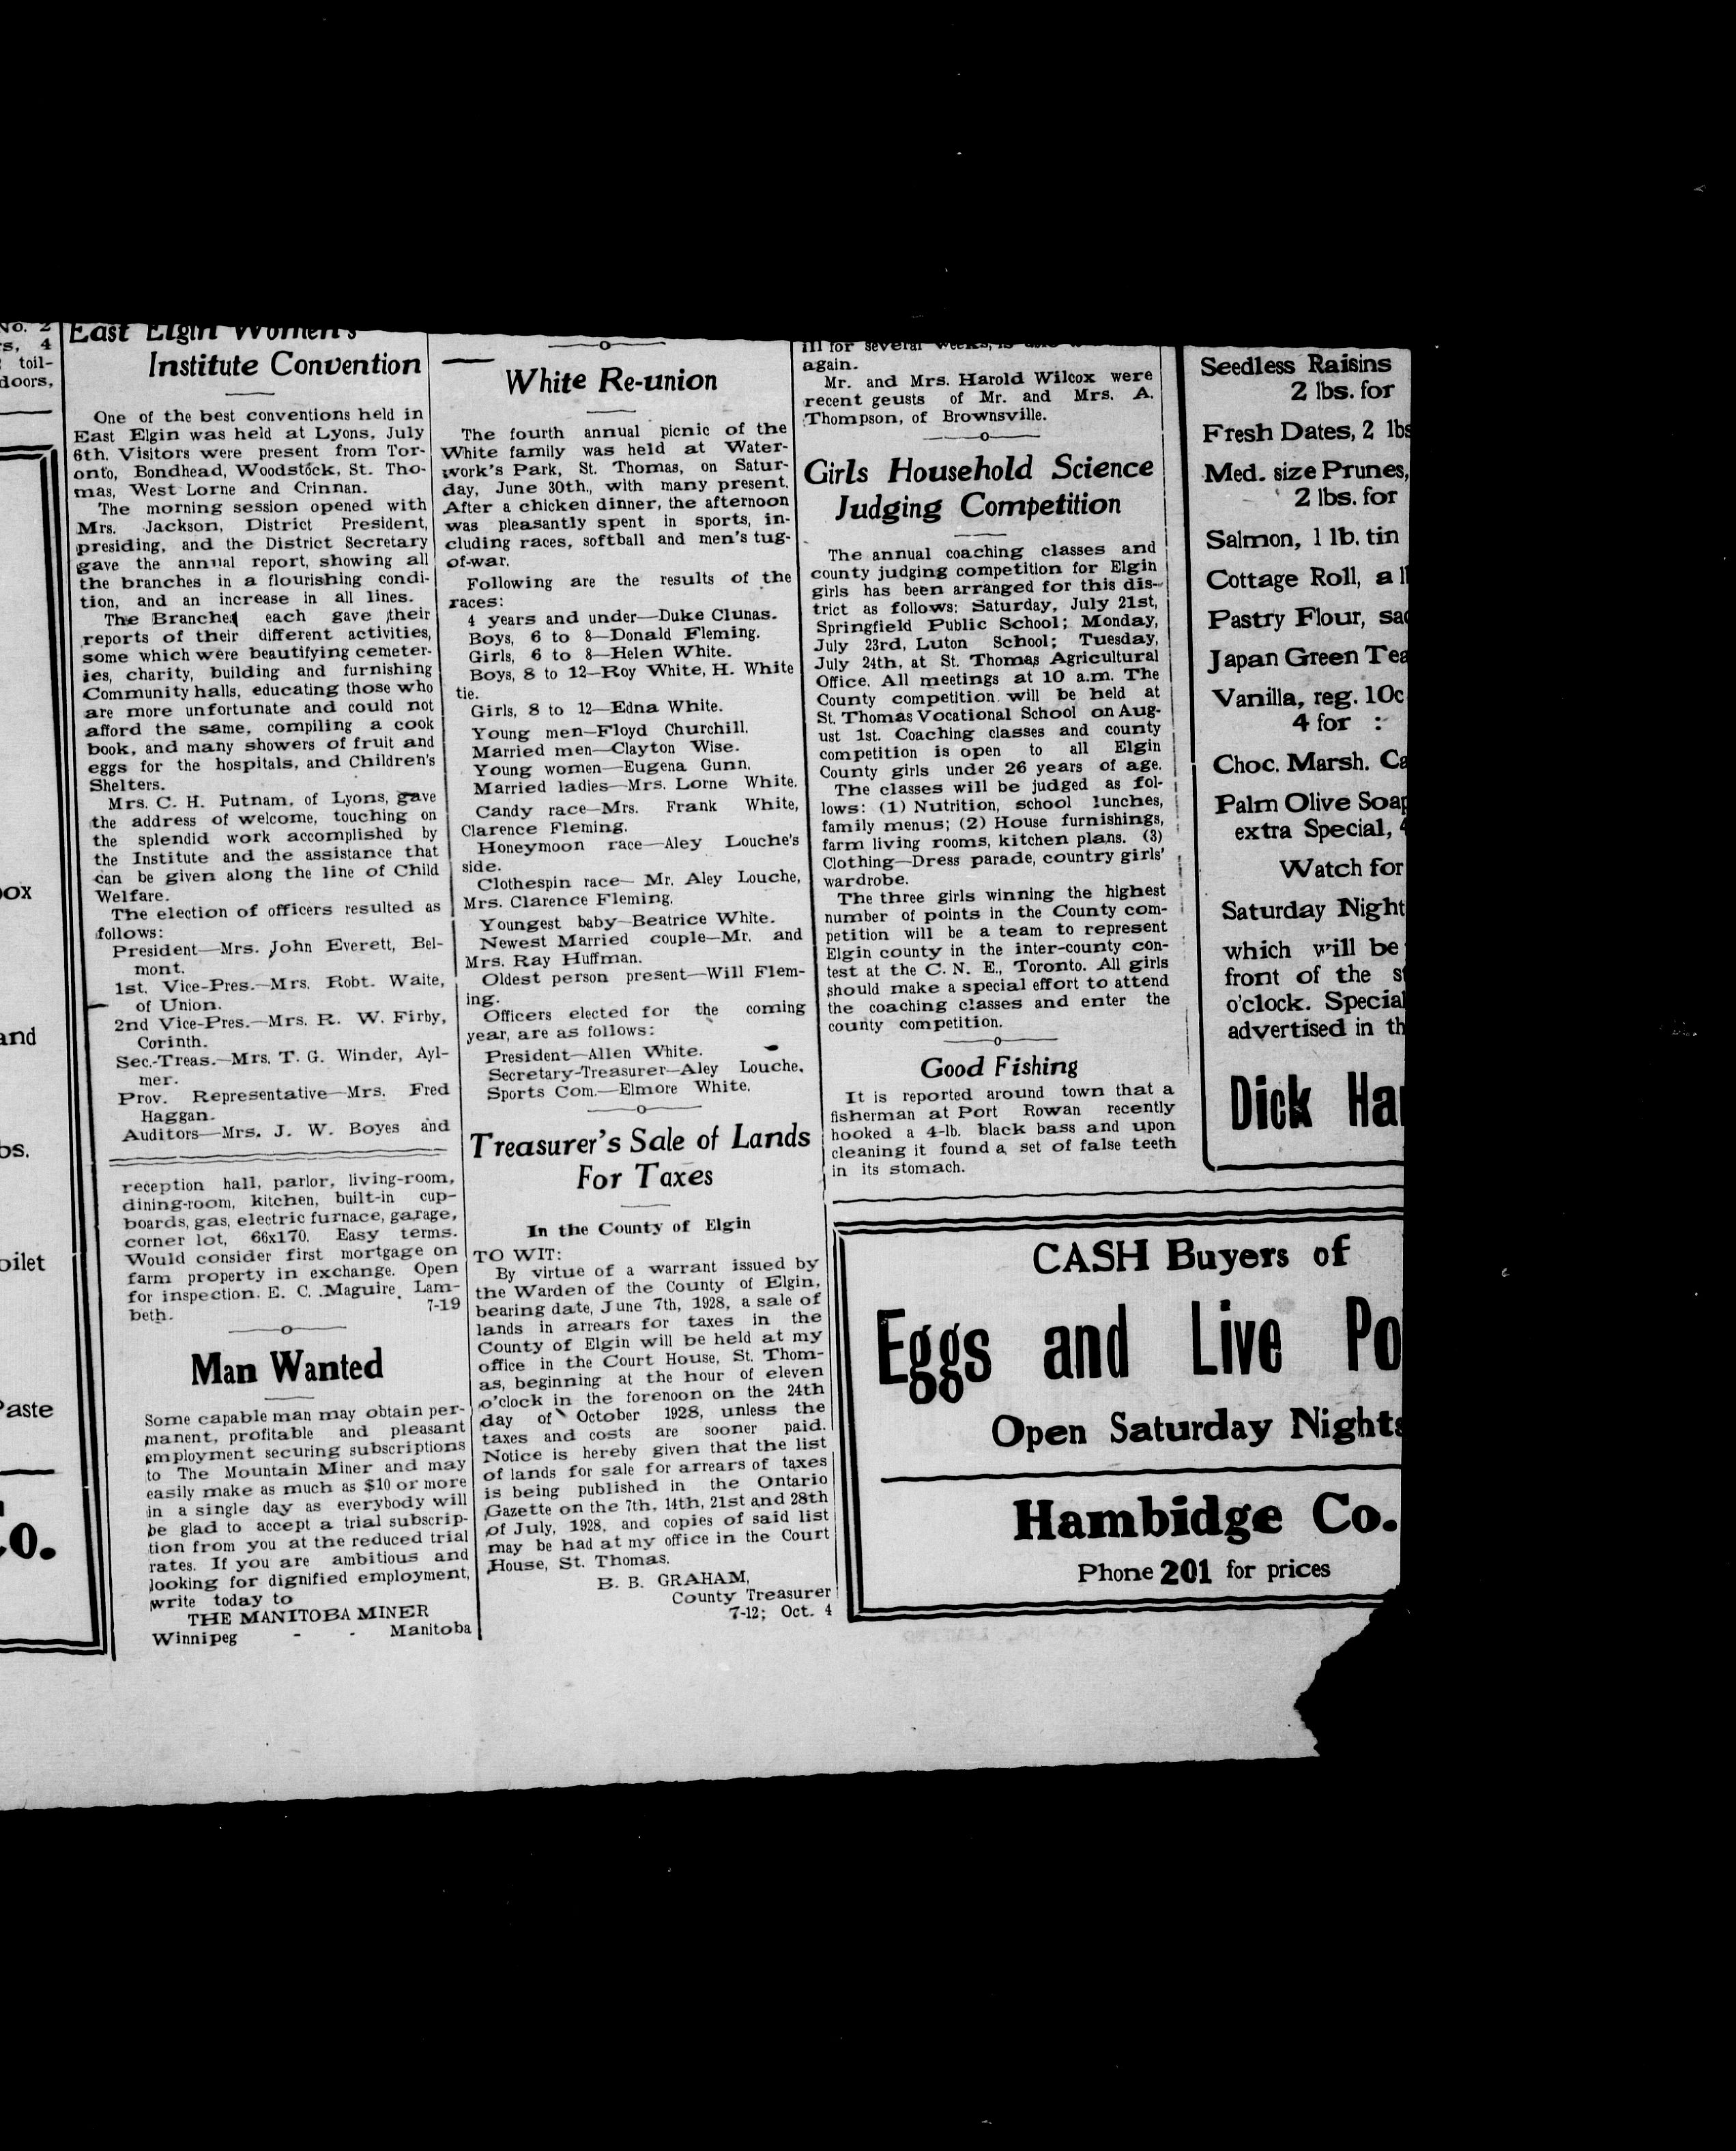 No. 2
s, 4
toil-
doors,
ox
and
bs.
oilet
Paste
Co.
East Elgin Women's
Institute Convention
One of the best conventions held in
East Elgin was held at Lyons, July
6th. Visitors were present from Tor-
onto, Bondhead, Woodstock, St. Tho-
mas, West Lorne and Crinnan.
The morning session opened with
Mrs. Jackson, District President,
presiding, and the District Secretary
gave the annual report, showing all
the branches in a flourishing condi-
tion, and an increase in all lines.
The Branches each gave their
reports of their different activities,
some which were beautifying cemeter-
ies, charity, building and furnishing
Community halls, educating those who
are more unfortunate and could not
afford the same, compiling a cook
book, and many showers of fruit and
eggs for the hospitals, and Children's
Shelters.
Mrs. C. H. Putnam, of Lyons, gave
the address of welcome, touching on
the splendid work accomplished by
the Institute and the assistance that
can be given along the line of Child
Welfare.
The election of officers resulted as
follows:
President—Mrs. John Everett, Bel-
mont.
1st. Vice-Pres.—Mrs. Robt. Waite,
of Union.
2nd Vice-Pres.—Mrs. R. W. Firby,
Corinth.
Sec.-Treas.—Mrs. T. G. Winder, Ayl-
mer.
Prov. Representative—Mrs. Fred
Haggan.
Auditors—Mrs. J. W. Boyes and
reception hall, parlor, living-room,
dining-room, kitchen, built-in cup-
boards, gas, electric furnace, garage,
corner lot, 66x170. Easy terms.
Would consider first mortgage on
farm property in exchange. Open
for inspection. E. C. Maguire, Lam-
beth. 7-19
Man Wanted
Some capable man may obtain per-
manent, profitable and pleasant
employment securing subscriptions
to The Mountain Miner and may
easily make as much as $10 or more
in a single day as everybody will
be glad to accept a trial subscrip-
tion from you at the reduced trial
rates. If you are ambitious and
looking for dignified employment,
write today to
THE MANITOBA MINER
Winnipeg - - Manitoba
White Re-union
The fourth annual picnic of the
White family was held at Water-
work's Park, St. Thomas, on Satur-
day, June 30th., with many present.
After a chicken dinner, the afternoon
was pleasantly spent in sports, in-
cluding races, softball and men's tug-
of-war.
Following are the results of the
races:
4 years and under—Duke Clunas.
Boys, 6 to 8—Donald Fleming.
Girls, 6 to 8—Helen White.
Boys, 8 to 12—Roy White, H. White
tie.
Girls, 8 to 12—Edna White.
Young men—Floyd Churchill.
Married men—Clayton Wise.
Young women—Eugena Gunn.
Married ladies—Mrs. Lorne White.
Candy race—Mrs. Frank White,
Clarence Fleming.
Honeymoon race—Aley Louche's
side.
Clothespin race— Mr. Aley Louche,
Mrs. Clarence Fleming.
Youngest baby—Beatrice White.
Newest Married couple—Mr. and
Mrs. Ray Huffman.
Oldest person present—Will Flem-
ing.
Officers elected for the coming
year, are as follows:
President—Allen White.
Secretary-Treasurer—Aley Louche.
Sports Com.—Elmore White.
Treasurer's Sale of Lands
For Taxes
In the County of Elgin
TO WIT:
By virtue of a warrant issued by
the Warden of the County of Elgin,
bearing date, June 7th, 1928, a sale of
lands in arrears for taxes in the
County of Elgin will be held at my
office in the Court House, St. Thom-
as, beginning at the hour of eleven
o'clock in the forenoon on the 24th
day of October 1928, unless the
taxes and costs are sooner paid.
Notice is hereby given that the list
of lands for sale for arrears of taxes
is being published in the Ontario
Gazette on the 7th, 14th, 21st and 28th
of July, 1928, and copies of said list
may be had at my office in the Court
House, St. Thomas.
B. B. GRAHAM,
County Treasurer
7-12; Oct. 4
ill for several weeks, is able
again.
Mr. and Mrs. Harold Wilcox were
recent geusts of Mr. and Mrs. A.
Thompson, of Brownsville.
Girls Household Science
Judging Competition
The annual coaching classes and
county judging competition for Elgin
girls has been arranged for this dis-
trict as follows: Saturday, July 21st,
Springfield Public School; Monday,
July 23rd, Luton School; Tuesday,
July 24th, at St. Thomas Agricultural
Office. All meetings at 10 a.m. The
County competition will be held at
St. Thomas Vocational School on Aug-
ust 1st. Coaching classes and county
competition is open to all Elgin
County girls under 26 years of age.
The classes will be judged as fol-
lows: (1) Nutrition, school lunches,
family menus; (2) House furnishings,
farm living rooms, kitchen plans. (3)
Clothing—Dress parade, country girls'
wardrobe.
The three girls winning the highest
number of points in the County com-
petition will be a team to represent
Elgin county in the inter-county con-
test at the C. N. E., Toronto. All girls
should make a special effort to attend
the coaching classes and enter the
county competition.
Good Fishing
It is reported around town that a
fisherman at Port Rowan recently
hooked a 4-lb. black bass and upon
cleaning it found a set of false teeth
in its stomach.
Seedless Raisins
2 lbs. for
Fresh Dates, 2 lbs
Med. size Prunes,
2 lbs. for
Salmon, 1 lb. tin
Cottage Roll, a l
Pastry Flour, sac
Japan Green Tea
Vanilla, reg. 10c
4 for :
Choc. Marsh. Ca
Palm Olive Soap
extra Special, 4
Watch for
Saturday Night
which will be
front of the s
o'clock. Special
advertised in th
Dick Ha
CASH Buyers of
Eggs and Live Po
Open Saturday Nights
Hambidge Co.
Phone 201 for prices